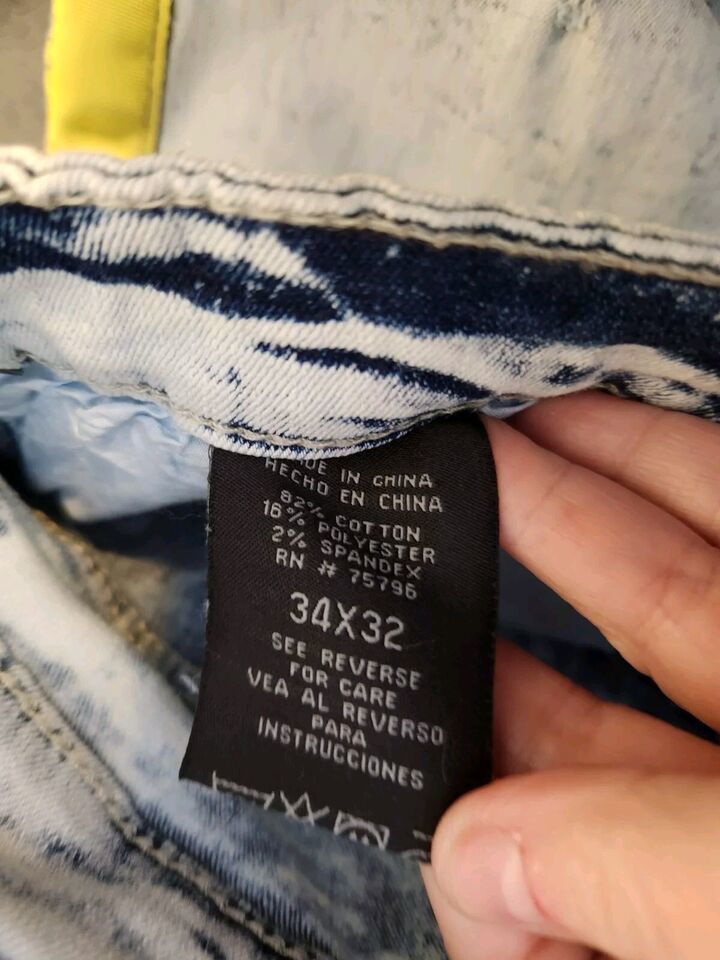 DE IN CHINA
HECHO EN CHINA
82% COTTON
16% POLYESTER
2% SPANDEX
RN # 75796
34X32
SEE REVERSE
FOR CARE
VEA AL REVERSO
PARA
INSTRUCCIONES